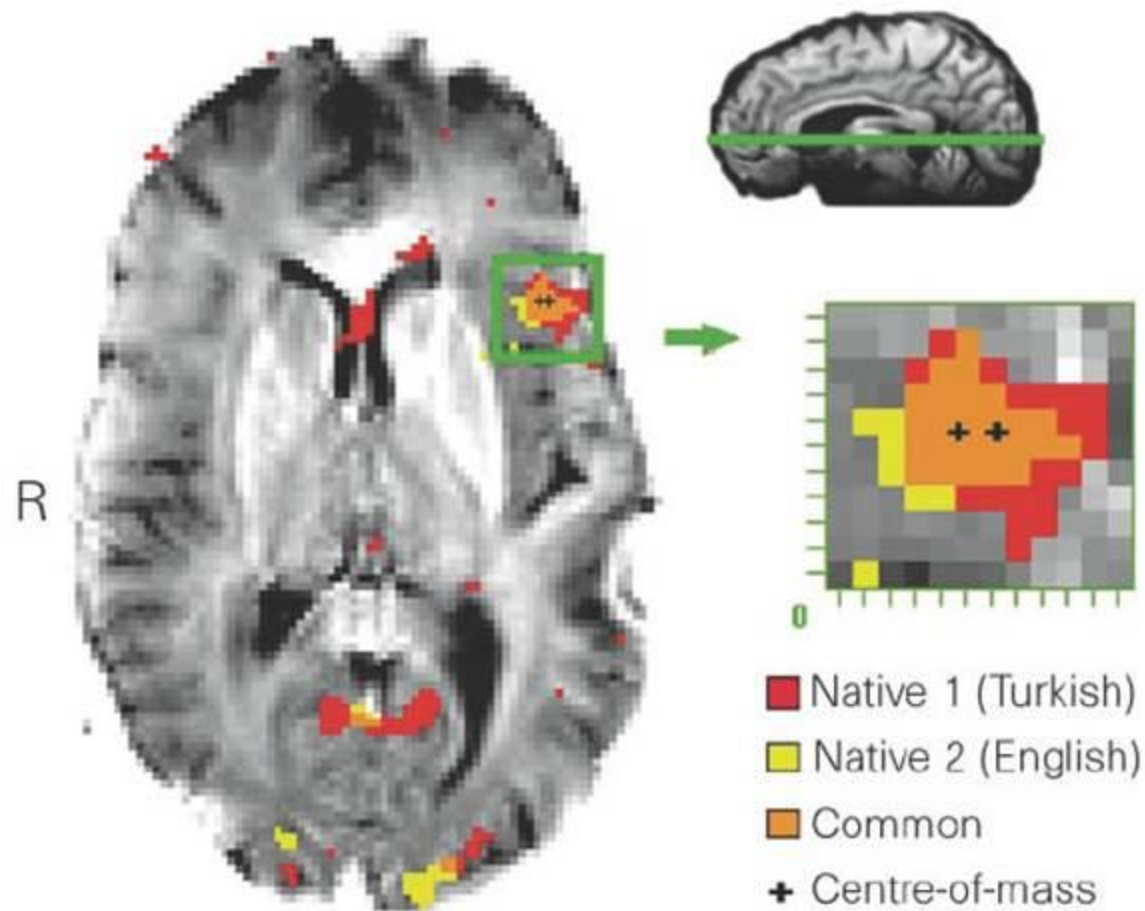 R
0
Native 1 (Turkish)
Native 2 (English)
Common
+ Centre-of-mass